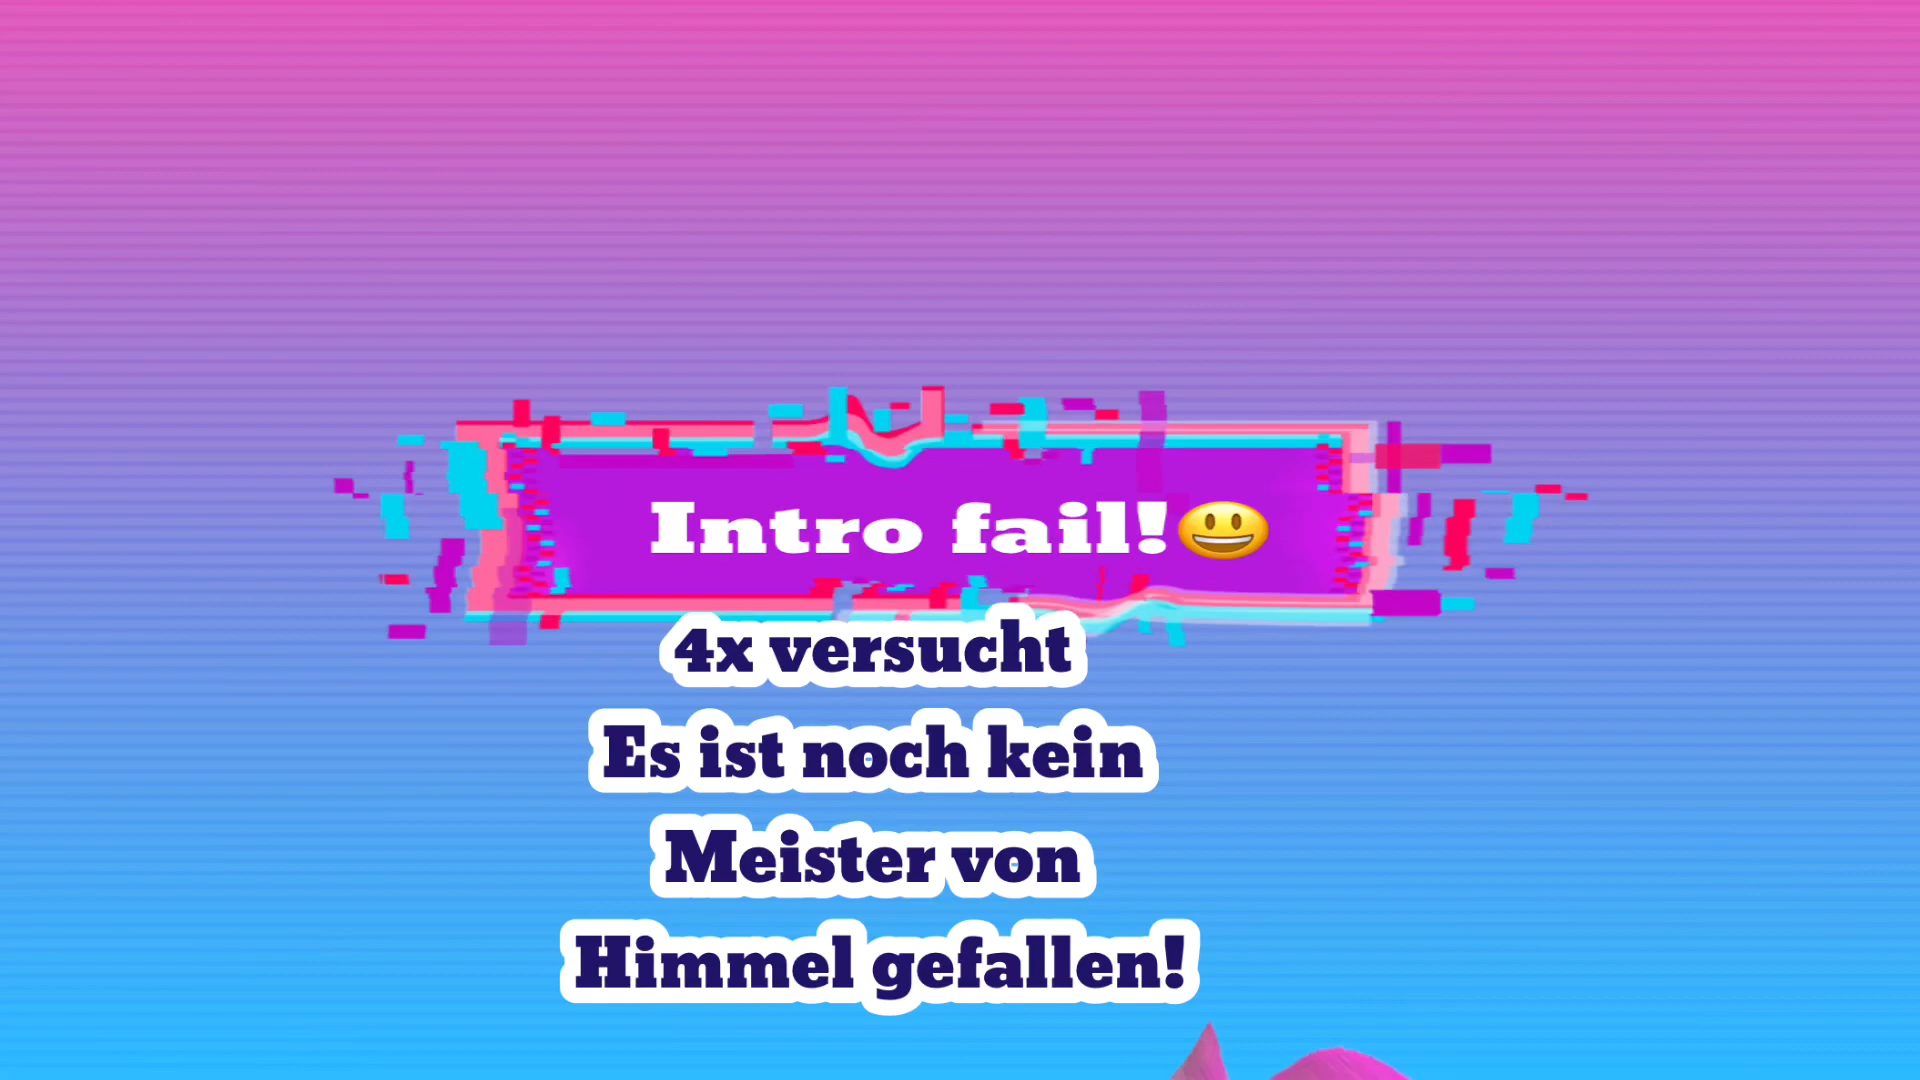 Intro fail!😃
4x versucht
Es ist noch kein
Meister von
Himmel gefallen!